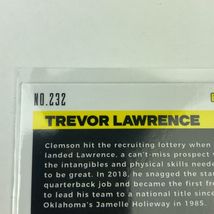 NO.232
TREVOR LAWRENCE
Clemson hit the recruiting lottery when
landed Lawrence, a can't-miss prospect
the intangibles and physical skills neede
to be great. In 2018, he snagged the star
quarterback job and became the first fr
to lead his team to a national title sinc
Oklahoma's Jamelle Holieway in 1985.